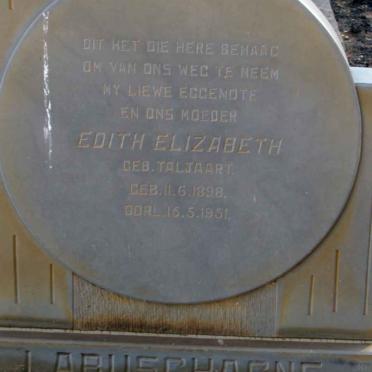 DIT HET DIE HERE BEHAAG
OM VAN ONS WEG TE NEEM
MY LIEWE EGGENOTE
EN ONS MOEDER
EDITH ELIZABETH
GEB. TALJAART.
GEB. 11.6.1898.
OORL. 16.5.1951.
LABUSCHAGNE